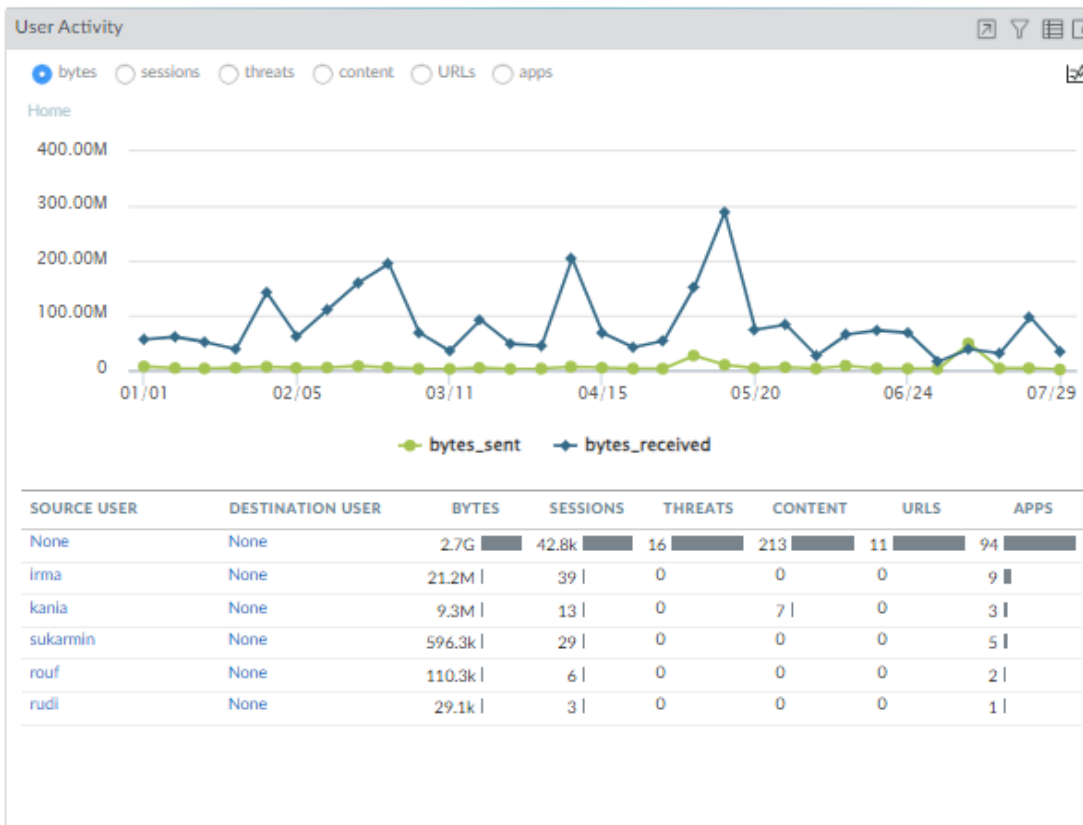 User Activity
bytes sessions threats content URLs apps
Home
400.00M
300.00M
200.00M
100.00M
0
01/01 02/05 03/11 04/15 05/20 06/24 07/29
bytes_sent bytes_received
SOURCE USER DESTINATION USER BYTES SESSIONS THREATS CONTENT URLS APPS
None None 2.7G 42.8k 16 213 11 94
irma None 21.2M 39 0 0 0 9
kania None 9.3M 13 0 7 0 3
sukarmin None 596.3k 29 0 0 0 5
rouf None 110.3k 6 0 0 0 2
rudi None 29.1k 3 0 0 0 1